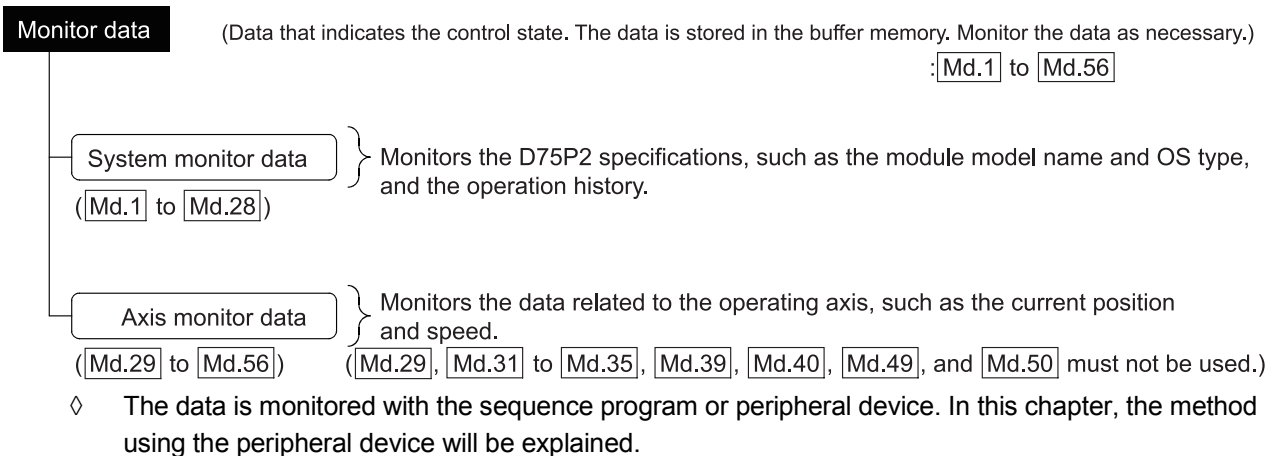 Monitor data (Data that indicates the control state. The data is stored in the buffer memory. Monitor the data as necessary.)
: Md.1 to Md.56
System monitor data Monitors the D75P2 specifications, such as the module model name and OS type,
and the operation history.
(Md.1 to Md.28)
Axis monitor data Monitors the data related to the operating axis, such as the current position
and speed.
(Md.29 to Md.56) (Md.29, Md.31 to Md.35, Md.39, Md.40, Md.49, and Md.50 must not be used.)
◊ The data is monitored with the sequence program or peripheral device. In this chapter, the method
using the peripheral device will be explained.